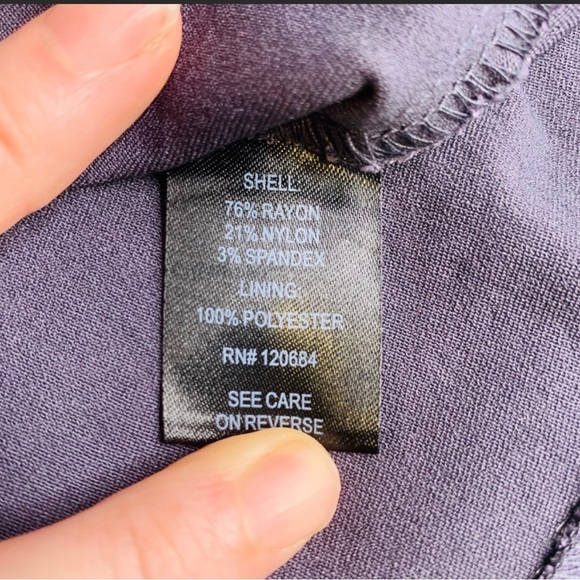 SHELL:
76% RAYON
21% NYLON
3% SPANDEX
LINING:
100% POLYESTER
RN# 120684
SEE CARE
ON REVERSE